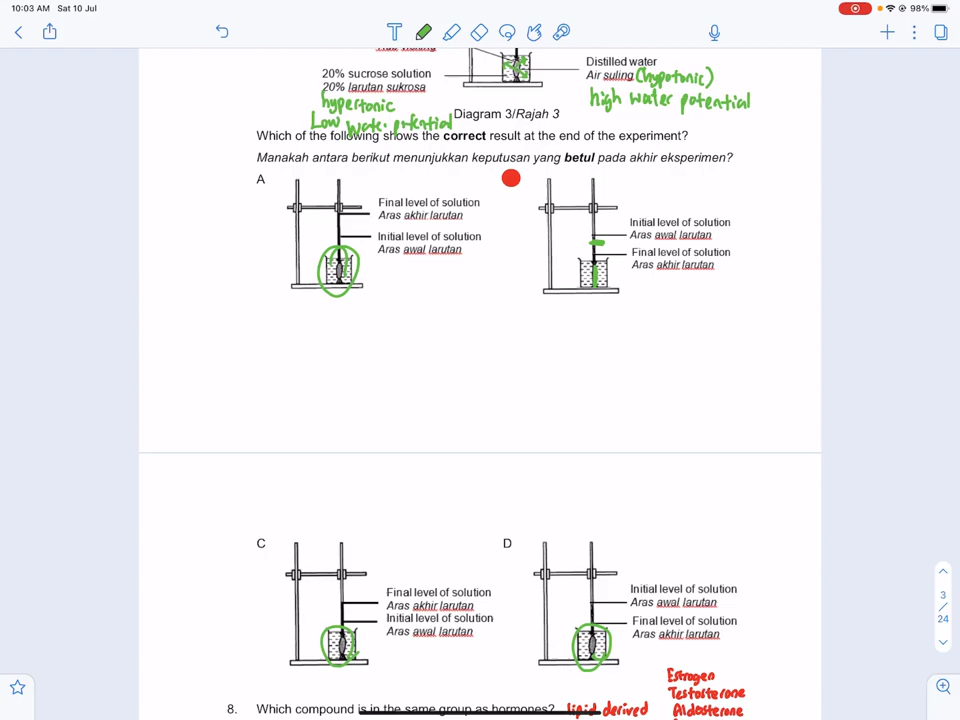 10:03 AM Sat 10 Jul
98%
20% sucrose solution
20% larutan sukrosa
hypertonic
Low water potential
Distilled water
Air suling (hypotonic)
high water potential
Diagram 3/Rajah 3
Which of the following shows the correct result at the end of the experiment?
Manakah antara berikut menunjukkan keputusan yang betul pada akhir eksperimen?
A
Final level of solution
Aras akhir larutan
Initial level of solution
Aras awal larutan
Initial level of solution
Aras awal larutan
Final level of solution
Aras akhir larutan
C
Final level of solution
Aras akhir larutan
Initial level of solution
Aras awal larutan
D
Initial level of solution
Aras awal larutan
Final level of solution
Aras akhir larutan
3
/
24
Estrogen
Testosterone
Aldosterone
8. Which compound is in the same group as hormones? lipid derived